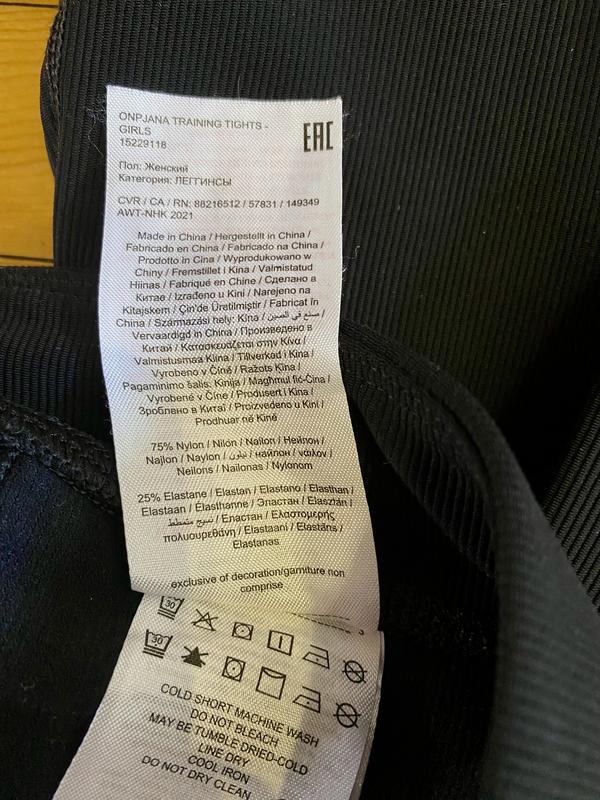 ONPJANA TRAINING TIGHTS -
GIRLS
15229118
EAC
Пол: Женский
Категория: ЛЕГГИНСЫ
CVR / CA / RN: 88216512 / 57831 / 149349
AWT-NHK 2021
Made in China / Hergestellt in China /
Fabricado en China / Fabricado na China /
Prodotto in Cina / Wyprodukowano w
Chiny / Fremstillet i Kina / Valmistatud
Hiinas / Fabriqué en Chine / Сделано в
Китае / Izrađeno u Kini / Narejeno na
Kitajskem / Çin'de Üretilmiştir / Fabricat în
China / Származási hely: Kína / صنع في الصين /
Vervaardigd in China / Произведено в
Китай / Κατασκευάζεται στην Κίνα /
Valmistusmaa Kiina / Tillverkad i Kina /
Vyrobeno v Číně / Ražots Ķīna /
Pagaminimo šalis: Kinija / Magħmul fiċ-Ċina /
Vyrobené v Číne / Produsert i Kina /
Зроблено в Китаї / Proizvedeno u Kini /
Prodhuar në Kinë
75% Nylon / Nilón / Nailon / Нейлон /
Najlon / Naylon / نيلون / найлон / νάιλον /
Neilons / Nailonas / Nylonom
25% Elastane / Elastan / Elastano / Elasthan /
Elastaan / Élasthanne / Эластан / Elasztán /
نسيج متمطط / Еластан / Ελαστομερής
πολυουρεθάνη / Elastaani / Elastāns /
Elastanas
exclusive of decoration/garniture non
comprise
30
30
COLD SHORT MACHINE WASH
DO NOT BLEACH
MAY BE TUMBLE DRIED-COLD
LINE DRY
COOL IRON
DO NOT DRY CLEAN